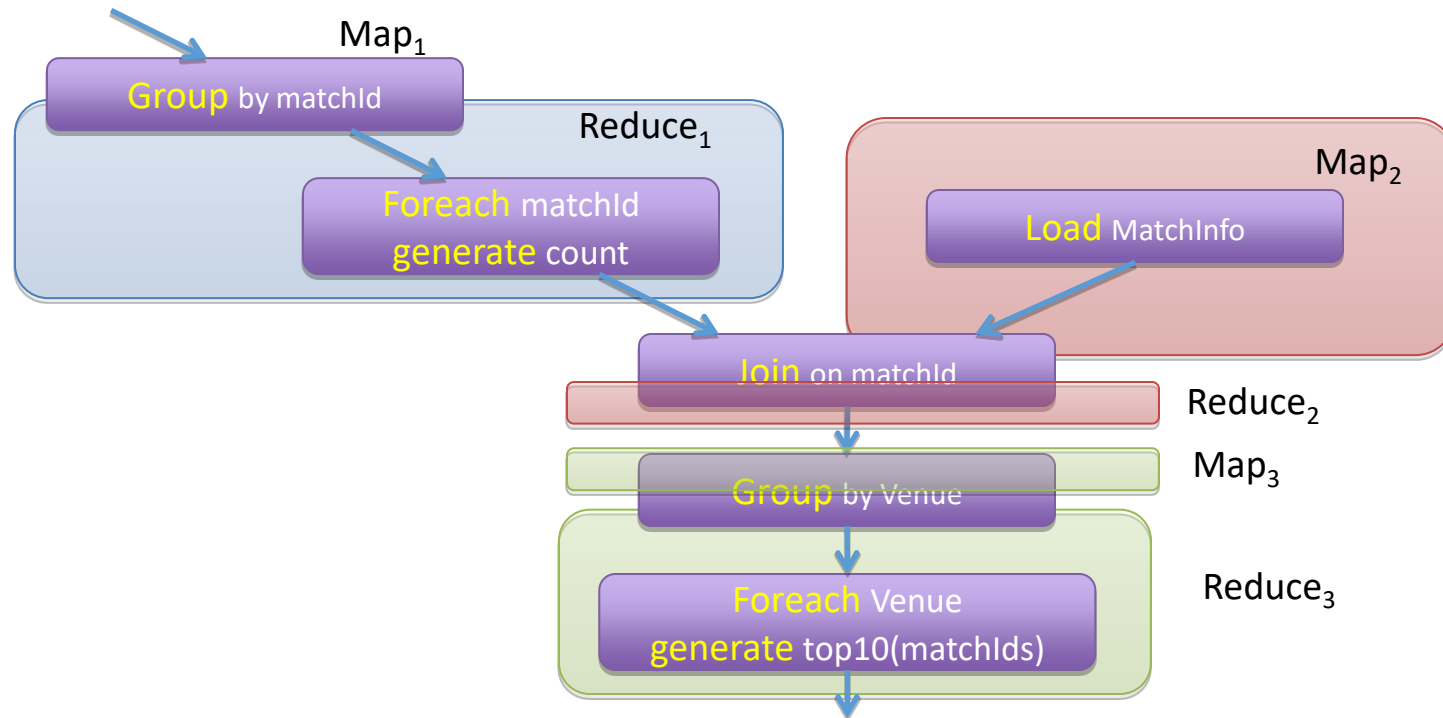 Map₁
Group by matchId
Reduce₁
Foreach matchId
generate count
Map₂
Load MatchInfo
Join on matchId
Reduce₂
Map₃
Group by Venue
Reduce₃
Foreach Venue
generate top10(matchIds)